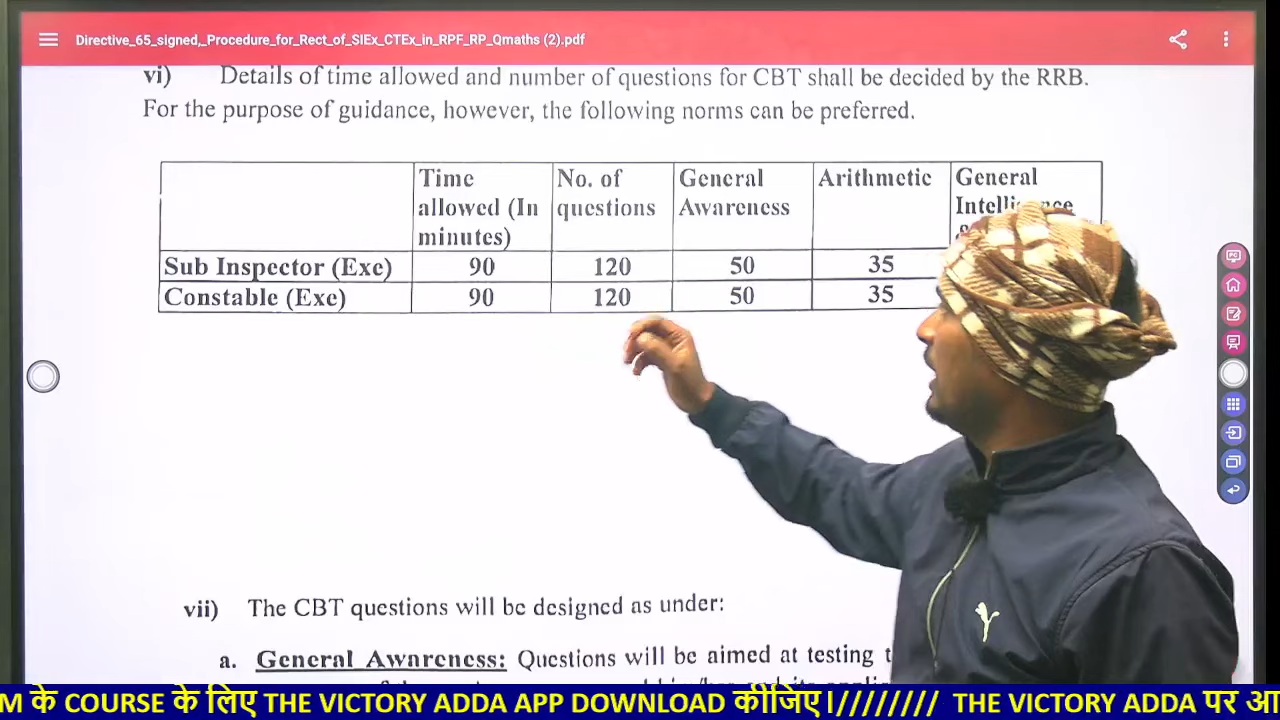 Directive_65_signed,_Procedure_for_Rect_of_SIEx_CTEx_in_RPF_RP_Qmaths (2).pdf
vi) Details of time allowed and number of questions for CBT shall be decided by the RRB.
For the purpose of guidance, however, the following norms can be preferred.
Time allowed (In minutes) No. of questions General Awareness Arithmetic General
Sub Inspector (Exe) 90 120 50 35
Constable (Exe) 90 120 50 35
vii) The CBT questions will be designed as under:
a. General Awareness: Questions will be aimed at testing
M के COURSE के लिए THE VICTORY ADDA APP DOWNLOAD कीजिए।//////// THE VICTORY ADDA पर आ